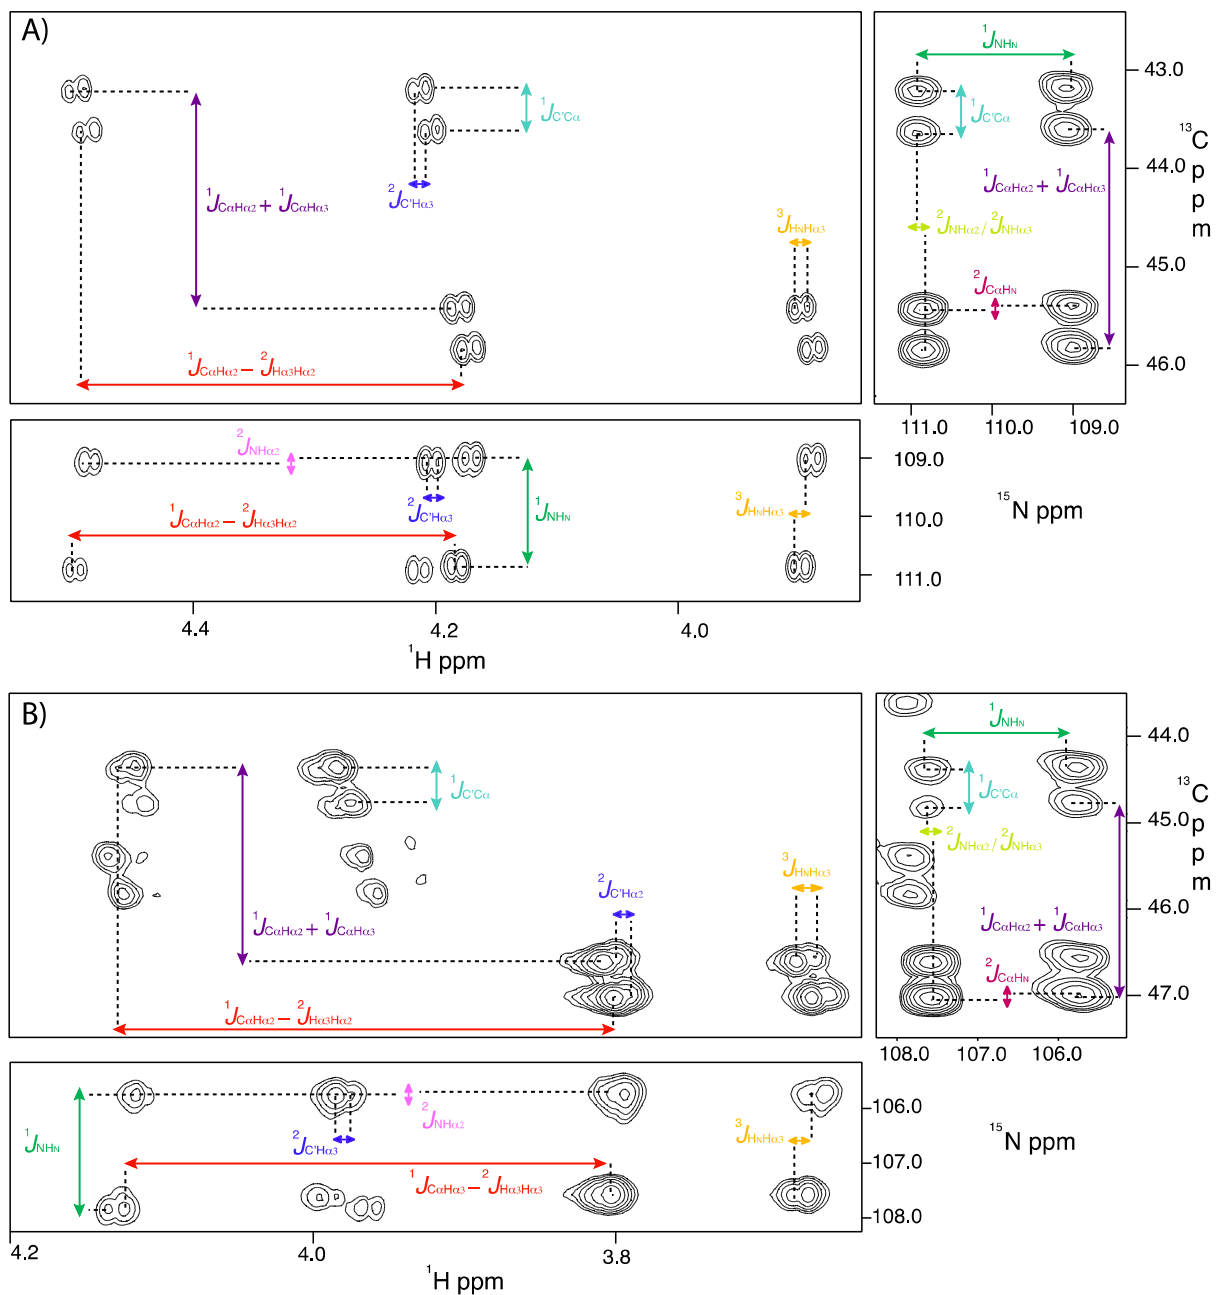 A)
¹JNHN
43.0
¹JC'Cα
¹JC'Cα
¹³C ppm
44.0
¹JCαHα2 + ¹JCαHα3
²JC'Hα3
¹JCαHα2 + ¹JCαHα3
³JHNHα3
²JNHα2/²JNHα3
45.0
²JCαHN
¹JCαHα2 − ²JHα3Hα2
46.0
111.0 110.0 109.0
²JNHα2
109.0
²JC'Hα3
¹JNHN
³JHNHα3
¹⁵N ppm
¹JCαHα2 − ²JHα3Hα2
110.0
111.0
4.4 4.2 4.0
¹H ppm
B)
¹JNHN
44.0
¹JC'Cα
¹JC'Cα
¹³C ppm
45.0
²JNHα2/²JNHα3
³JHNHα3
²JC'Hα2
46.0
¹JCαHα2 + ¹JCαHα3
¹JCαHα2 + ¹JCαHα3
²JCαHN
47.0
¹JCαHα2 − ²JHα3Hα2
108.0 107.0 106.0
106.0
²JNHα2
¹JNHN
²JC'Hα3
³JHNHα3
¹⁵N ppm
107.0
¹JCαHα3 − ²JHα3Hα3
108.0
4.2 4.0 3.8
¹H ppm